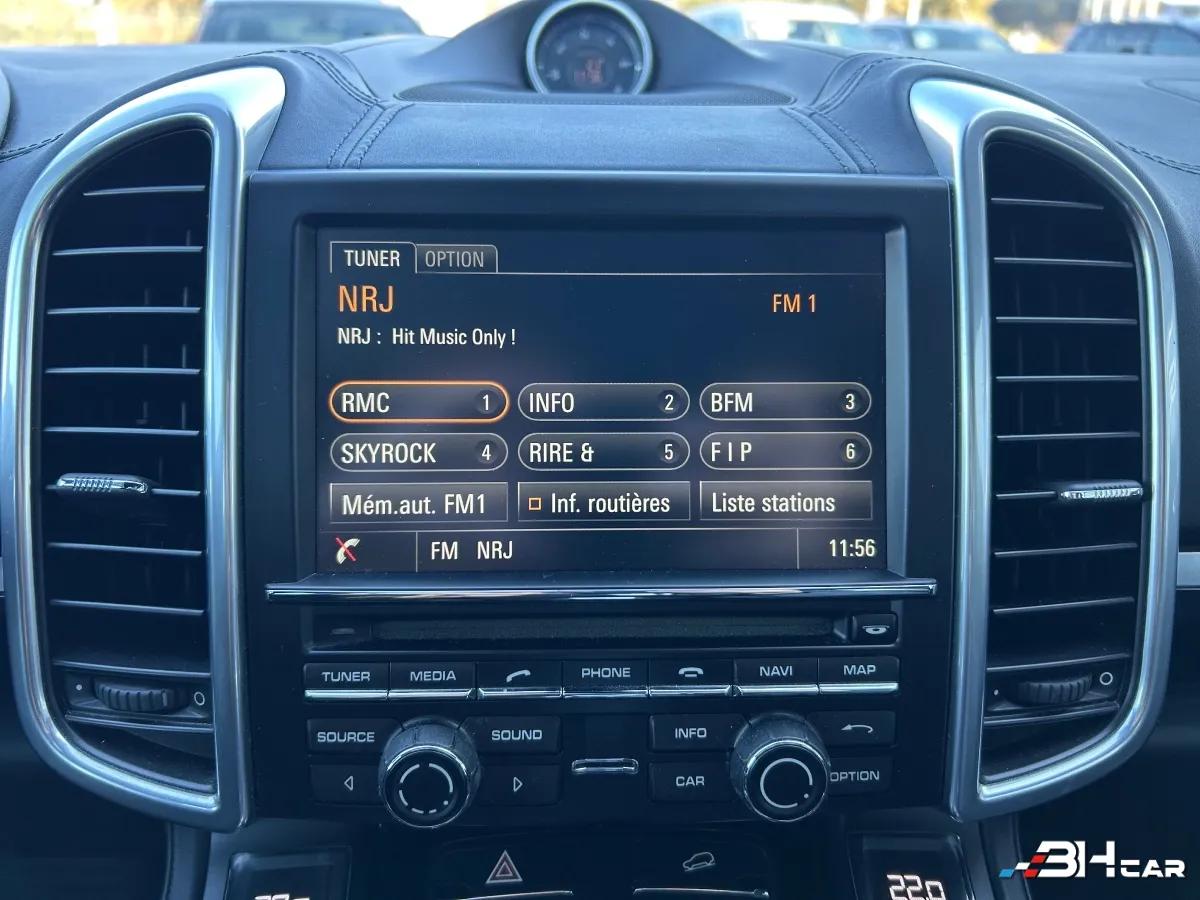 TUNER OPTION
NRJ FM 1
NRJ : Hit Music Only !
RMC 1 INFO 2 BFM 3
SKYROCK 4 RIRE & 5 F I P 6
Mém.aut. FM1 Inf. routières Liste stations
FM NRJ 11:56
TUNER MEDIA PHONE NAVI MAP
SOURCE SOUND INFO
CAR OPTION
22.0
3HCAR